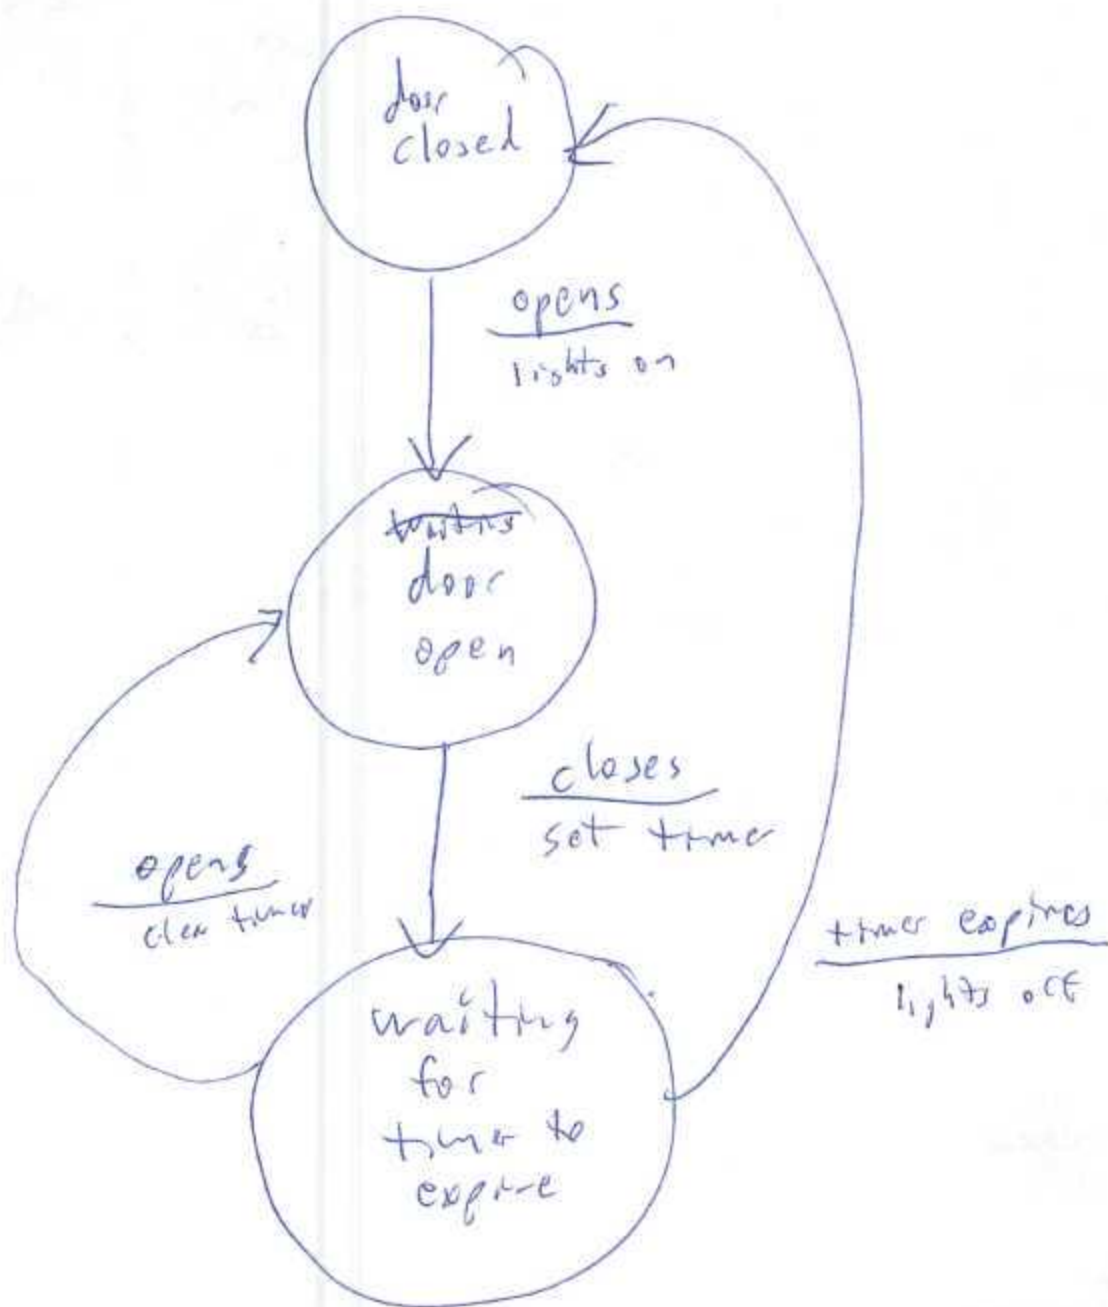 door
closed
opens
lights on
waiting
door
open
closes
set timer
opens
clear timer
timer expires
lights off
waiting
for
timer to
expire